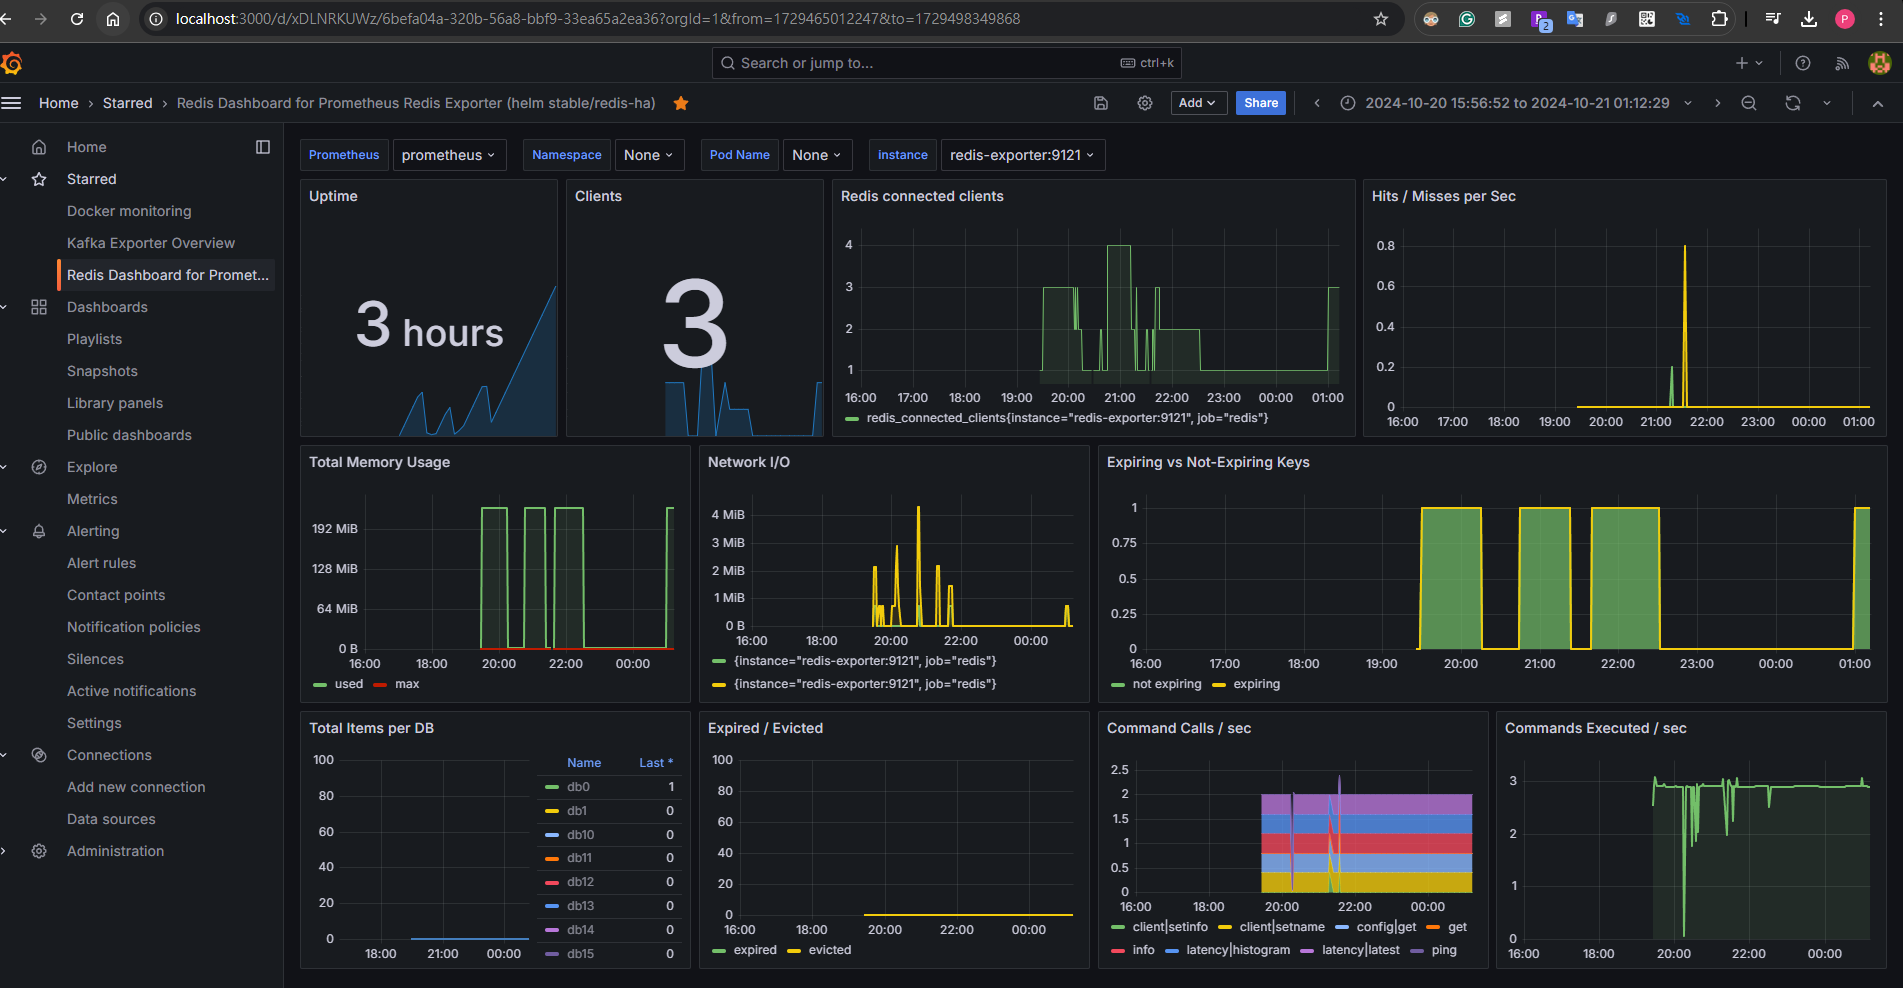 localhost:3000/d/xDLNRKUWz/6befa04a-320b-56a8-bbf9-33ea65a2ea36?orgId=1&from=1729465012247&to=1729498349868
2
P
Search or jump to...
ctrl+k
Home › Starred › Redis Dashboard for Prometheus Redis Exporter (helm stable/redis-ha)
Add
Share
2024-10-20 15:56:52 to 2024-10-21 01:12:29
Home
Starred
Docker monitoring
Kafka Exporter Overview
Redis Dashboard for Promet...
Dashboards
Playlists
Snapshots
Library panels
Public dashboards
Explore
Metrics
Alerting
Alert rules
Contact points
Notification policies
Silences
Active notifications
Settings
Connections
Add new connection
Data sources
Administration
Prometheus prometheus
Namespace None
Pod Name None
instance redis-exporter:9121
Uptime
3 hours
Clients
3
Redis connected clients
4
3
2
1
16:00 17:00 18:00 19:00 20:00 21:00 22:00 23:00 00:00 01:00
redis_connected_clients{instance="redis-exporter:9121", job="redis"}
Hits / Misses per Sec
0.8
0.6
0.4
0.2
0
16:00 17:00 18:00 19:00 20:00 21:00 22:00 23:00 00:00 01:00
Total Memory Usage
192 MiB
128 MiB
64 MiB
0 B
16:00 18:00 20:00 22:00 00:00
used max
Network I/O
4 MiB
3 MiB
2 MiB
1 MiB
0 B
16:00 18:00 20:00 22:00 00:00
{instance="redis-exporter:9121", job="redis"}
{instance="redis-exporter:9121", job="redis"}
Expiring vs Not-Expiring Keys
1
0.75
0.5
0.25
0
16:00 17:00 18:00 19:00 20:00 21:00 22:00 23:00 00:00 01:00
not expiring expiring
Total Items per DB
100
80
60
40
20
0
18:00 21:00 00:00
Name Last *
db0 1
db1 0
db10 0
db11 0
db12 0
db13 0
db14 0
db15 0
Expired / Evicted
100
80
60
40
20
0
16:00 18:00 20:00 22:00 00:00
expired evicted
Command Calls / sec
2.5
2
1.5
1
0.5
0
16:00 18:00 20:00 22:00 00:00
client|setinfo client|setname config|get get
info latency|histogram latency|latest ping
Commands Executed / sec
3
2
1
0
16:00 18:00 20:00 22:00 00:00